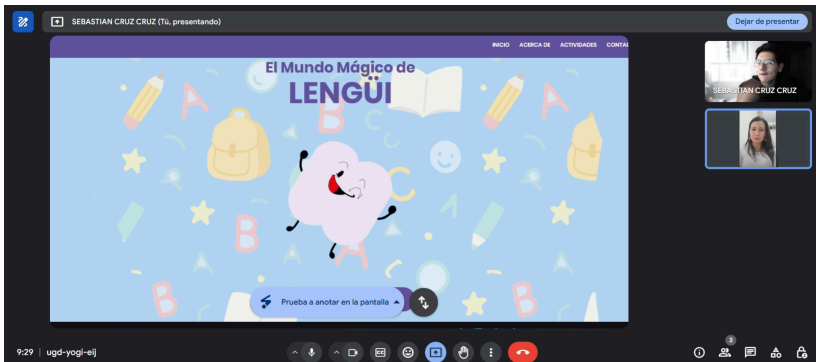 SEBASTIAN CRUZ CRUZ (Tú, presentando)
Dejar de presentar
INICIO ACERCA DE ACTIVIDADES CONTAC
El Mundo Mágico de
LENGÜI
SEBASTIAN CRUZ CRUZ
Prueba a anotar en la pantalla
9:29 | ugd-yogi-eij
3